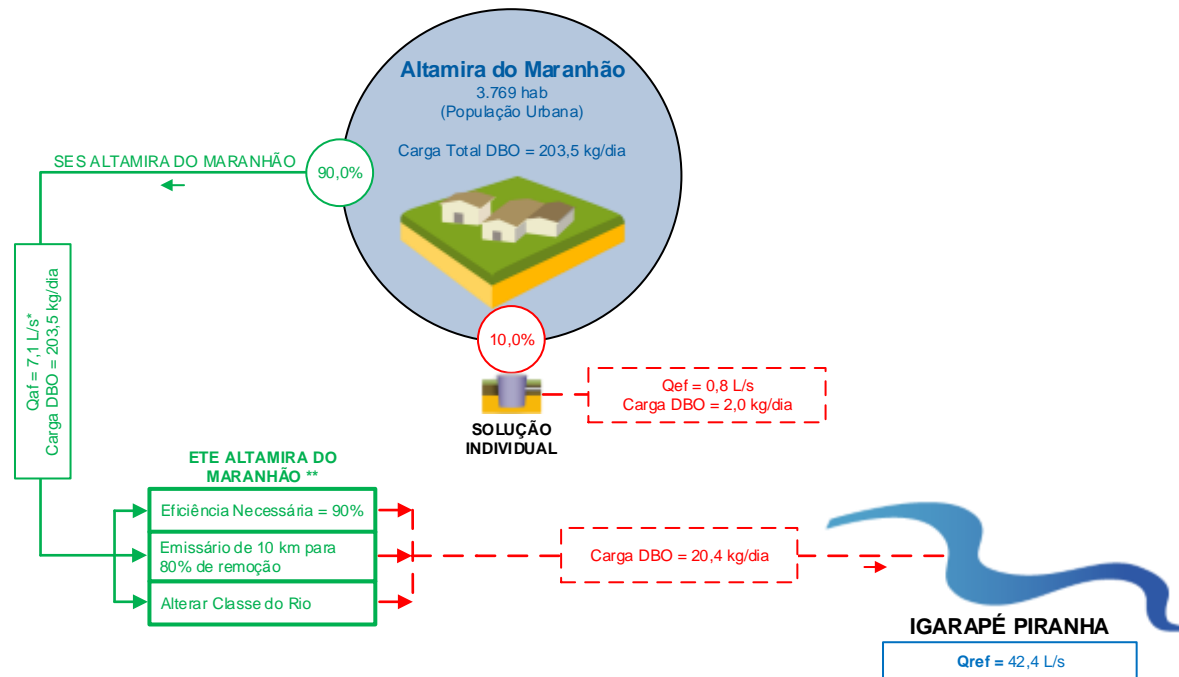 Altamira do Maranhão
3.769 hab
(População Urbana)
Carga Total DBO = 203,5 kg/dia
SES ALTAMIRA DO MARANHÃO
90,0%
Qaf = 7,1 L/s*
Carga DBO = 203,5 kg/dia
10,0%
Qef = 0,8 L/s
Carga DBO = 2,0 kg/dia
SOLUÇÃO
INDIVIDUAL
ETE ALTAMIRA DO
MARANHÃO **
Eficiência Necessária = 90%
Emissário de 10 km para
80% de remoção
Alterar Classe do Rio
Carga DBO = 20,4 kg/dia
IGARAPÉ PIRANHA
Qref = 42,4 L/s